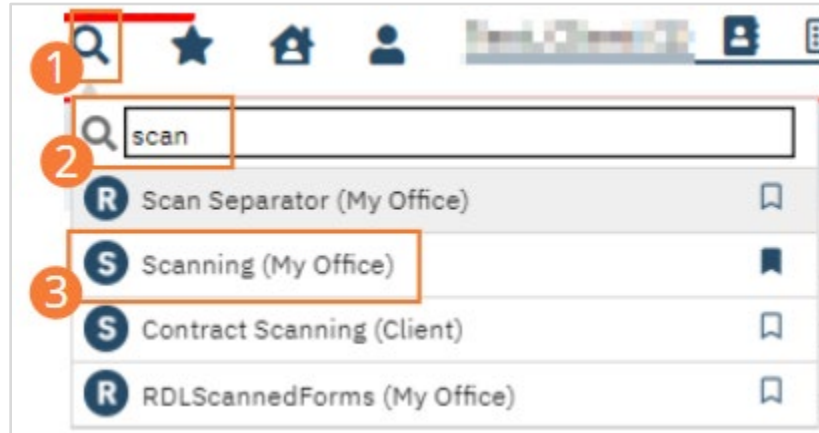 1
2 scan
R Scan Separator (My Office)
3 S Scanning (My Office)
S Contract Scanning (Client)
R RDLScannedForms (My Office)